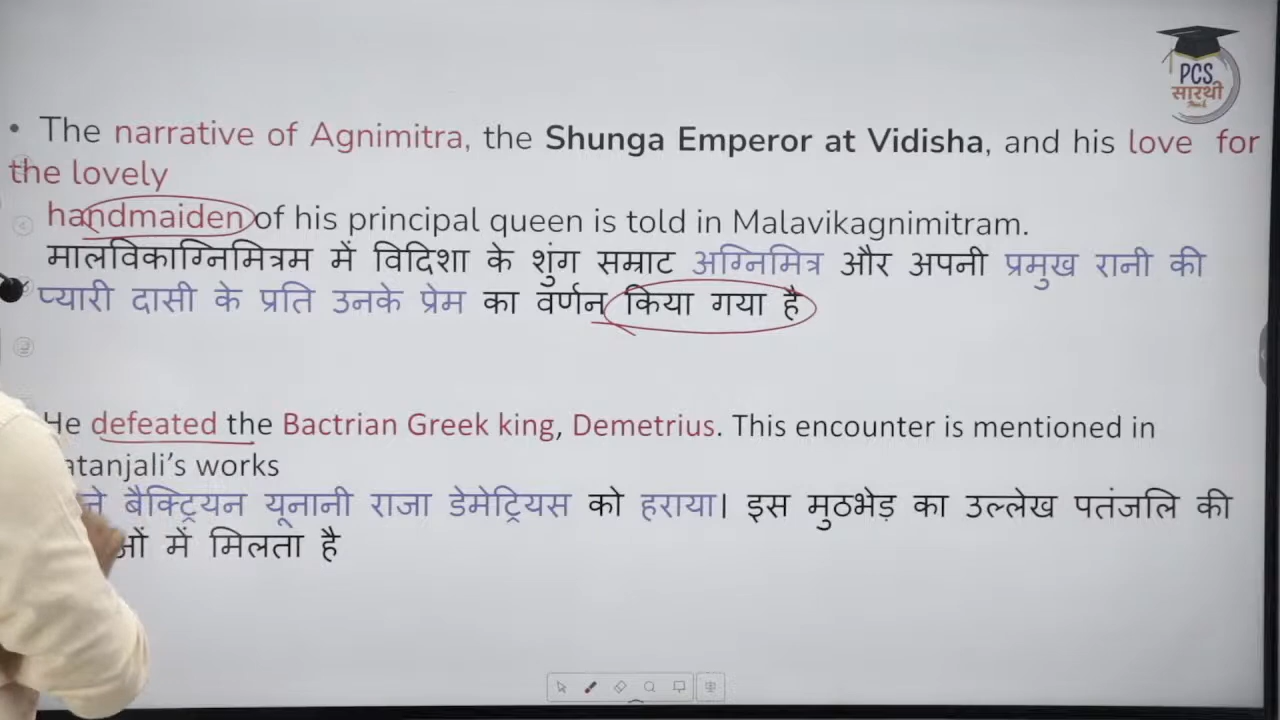 PCS
सारथी
• The narrative of Agnimitra, the Shunga Emperor at Vidisha, and his love for
the lovely
handmaiden of his principal queen is told in Malavikagnimitram.
मालविकाग्निमित्रम में विदिशा के शुंग सम्राट अग्निमित्र और अपनी प्रमुख रानी की
प्यारी दासी के प्रति उनके प्रेम का वर्णन किया गया है
He defeated the Bactrian Greek king, Demetrius. This encounter is mentioned in
atanjali’s works
ने बैक्ट्रियन यूनानी राजा डेमेट्रियस को हराया। इस मुठभेड़ का उल्लेख पतंजलि की
ओं में मिलता है